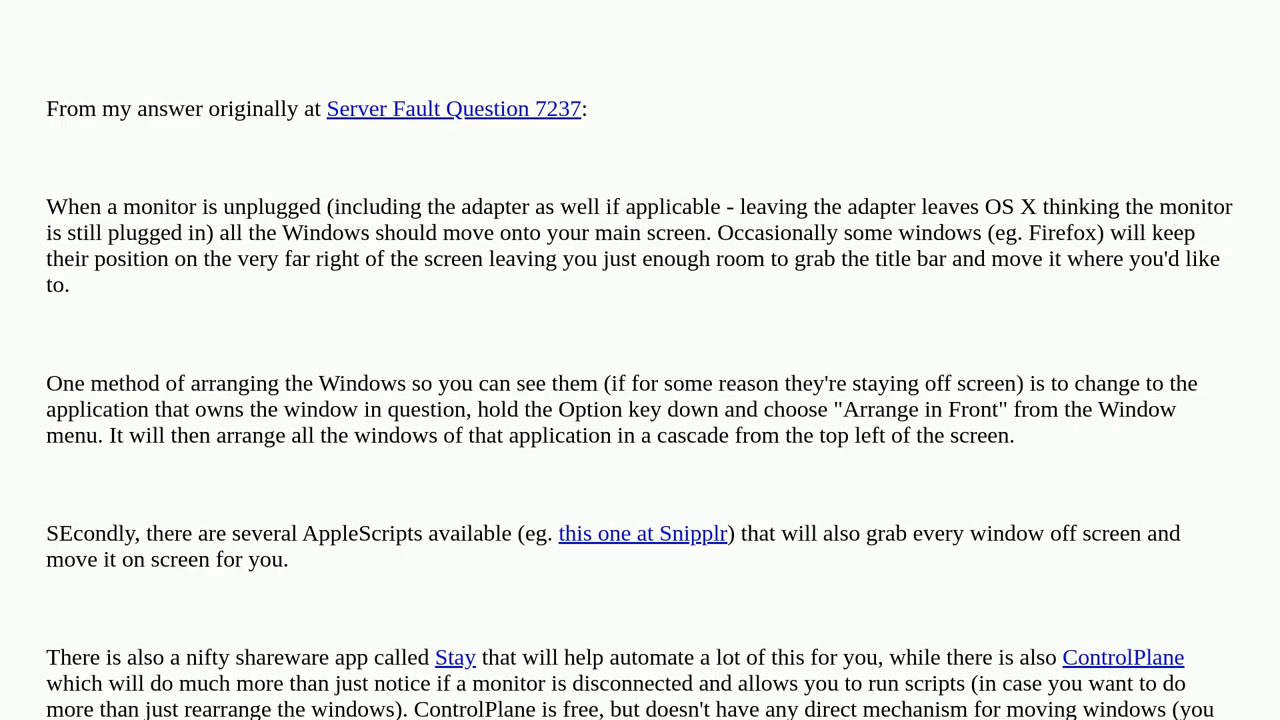 From my answer originally at Server Fault Question 7237:
When a monitor is unplugged (including the adapter as well if applicable - leaving the adapter leaves OS X thinking the monitor
is still plugged in) all the Windows should move onto your main screen. Occasionally some windows (eg. Firefox) will keep
their position on the very far right of the screen leaving you just enough room to grab the title bar and move it where you'd like
to.
One method of arranging the Windows so you can see them (if for some reason they're staying off screen) is to change to the
application that owns the window in question, hold the Option key down and choose "Arrange in Front" from the Window
menu. It will then arrange all the windows of that application in a cascade from the top left of the screen.
SEcondly, there are several AppleScripts available (eg. this one at Snipplr) that will also grab every window off screen and
move it on screen for you.
There is also a nifty shareware app called Stay that will help automate a lot of this for you, while there is also ControlPlane
which will do much more than just notice if a monitor is disconnected and allows you to run scripts (in case you want to do
more than just rearrange the windows). ControlPlane is free, but doesn't have any direct mechanism for moving windows (you